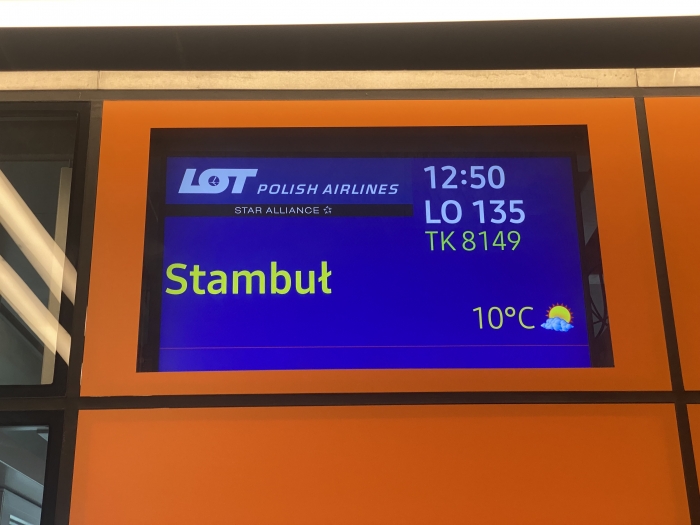 LOT POLISH AIRLINES
STAR ALLIANCE
12:50
LO 135
TK 8149
Stambuł
10°C